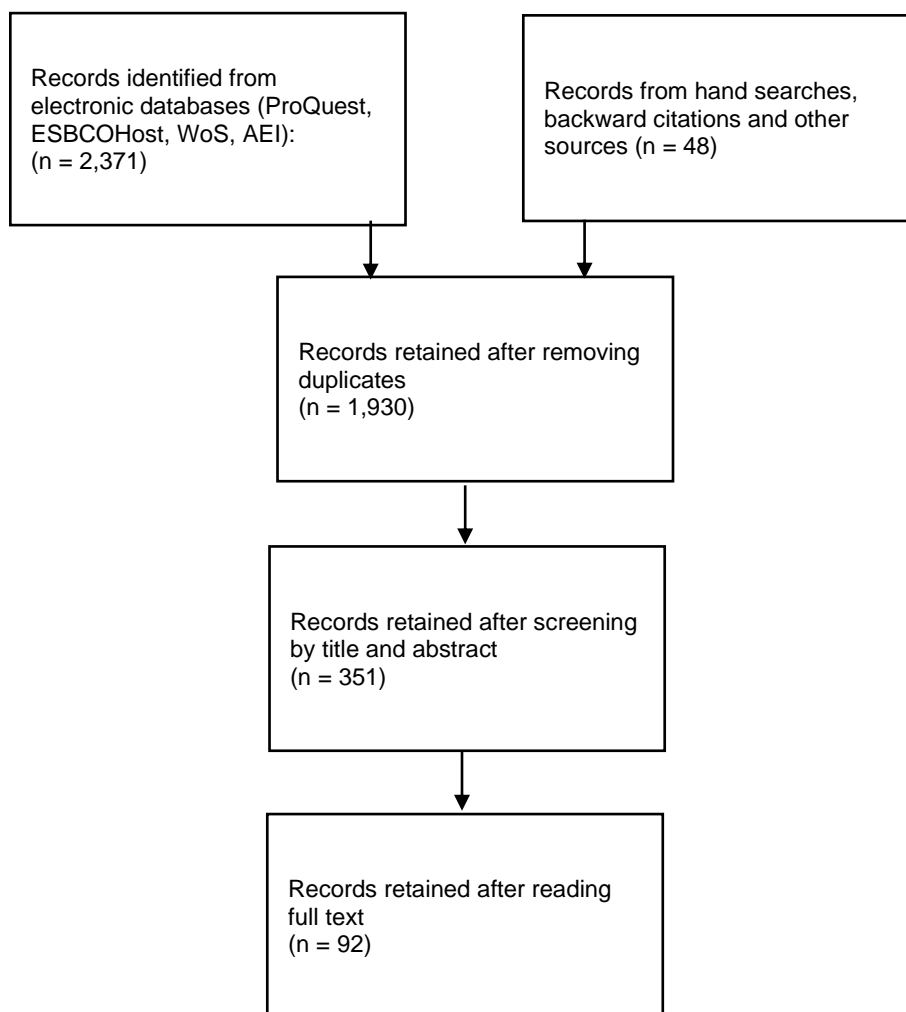 Records identified from
electronic databases (ProQuest,
ESBCOHost, WoS, AEI):
(n = 2,371)
Records from hand searches,
backward citations and other
sources (n = 48)
Records retained after removing
duplicates
(n = 1,930)
Records retained after screening
by title and abstract
(n = 351)
Records retained after reading
full text
(n = 92)